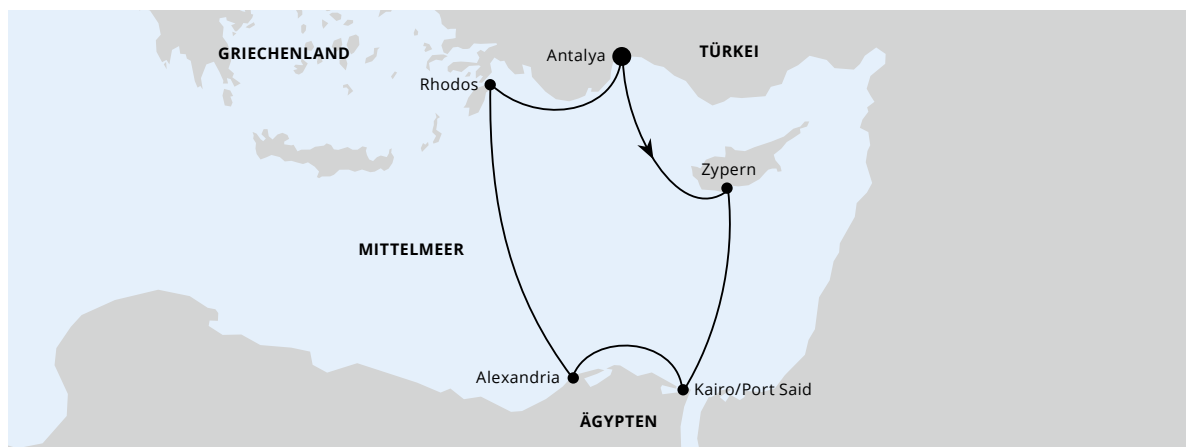 GRIECHENLAND
Antalya
TÜRKEI
Rhodos
Zypern
MITTELMEER
Alexandria
Kairo/Port Said
ÄGYPTEN